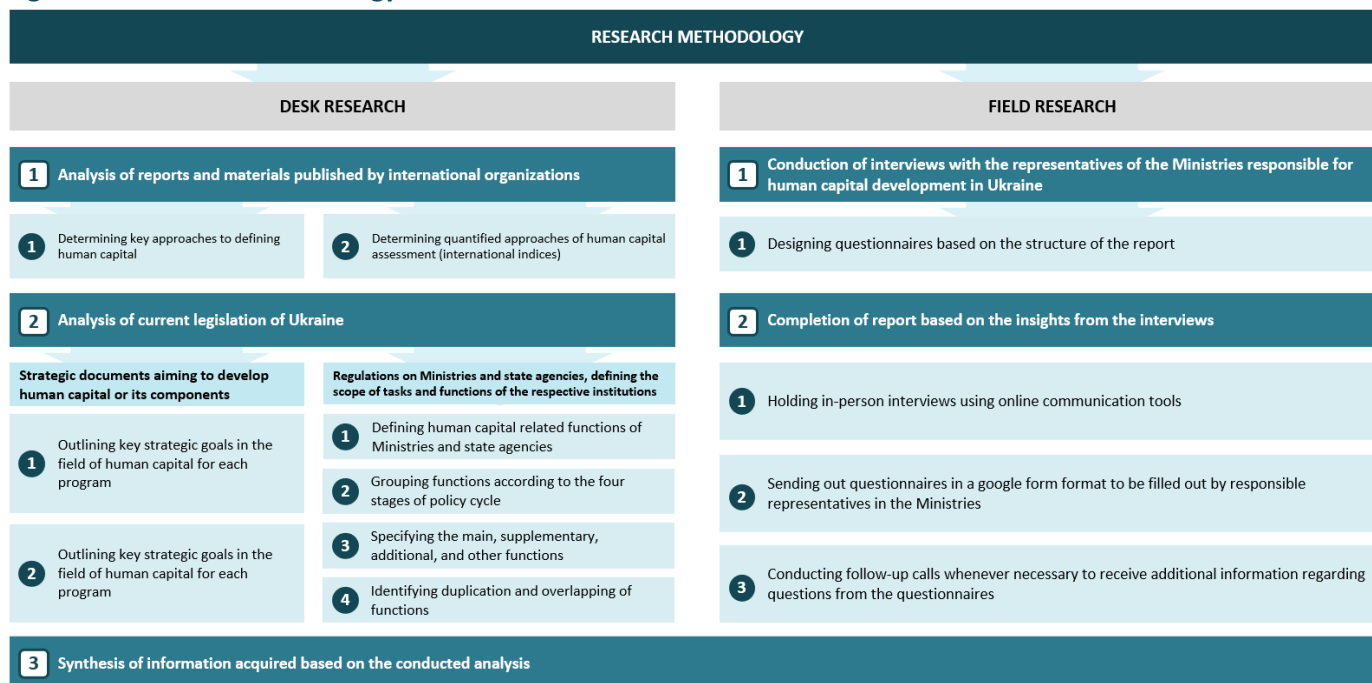 RESEARCH METHODOLOGY
DESK RESEARCH
1 Analysis of reports and materials published by international organizations
1 Determining key approaches to defining
human capital
2 Determining quantified approaches of human capital
assessment (international indices)
2 Analysis of current legislation of Ukraine
Strategic documents aiming to develop
human capital or its components
1 Outlining key strategic goals in the
field of human capital for each
program
2 Outlining key strategic goals in the
field of human capital for each
program
Regulations on Ministries and state agencies, defining the
scope of tasks and functions of the respective institutions
1 Defining human capital related functions of
Ministries and state agencies
2 Grouping functions according to the four
stages of policy cycle
3 Specifying the main, supplementary,
additional, and other functions
4 Identifying duplication and overlapping of
functions
FIELD RESEARCH
1 Conduction of interviews with the representatives of the Ministries responsible for
human capital development in Ukraine
1 Designing questionnaires based on the structure of the report
2 Completion of report based on the insights from the interviews
1 Holding in-person interviews using online communication tools
2 Sending out questionnaires in a google form format to be filled out by responsible
representatives in the Ministries
3 Conducting follow-up calls whenever necessary to receive additional information regarding
questions from the questionnaires
3 Synthesis of information acquired based on the conducted analysis